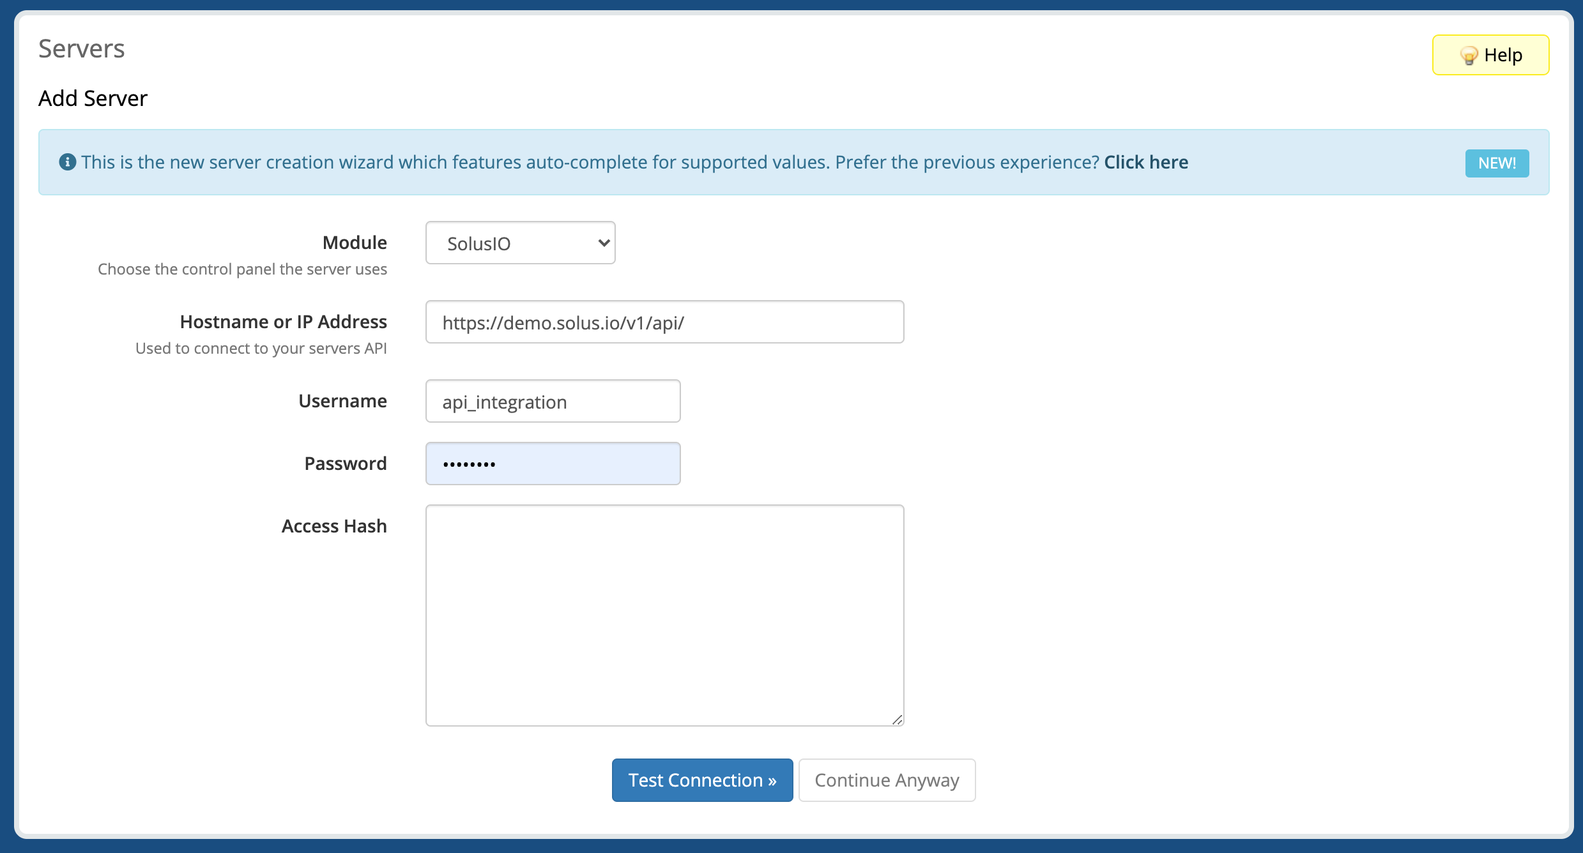 Servers
Help
Add Server
This is the new server creation wizard which features auto-complete for supported values. Prefer the previous experience? Click here
NEW!
Module
SolusIO
Choose the control panel the server uses
Hostname or IP Address
https://demo.solus.io/v1/api/
Used to connect to your servers API
Username
api_integration
Password
••••••••
Access Hash
Test Connection »
Continue Anyway